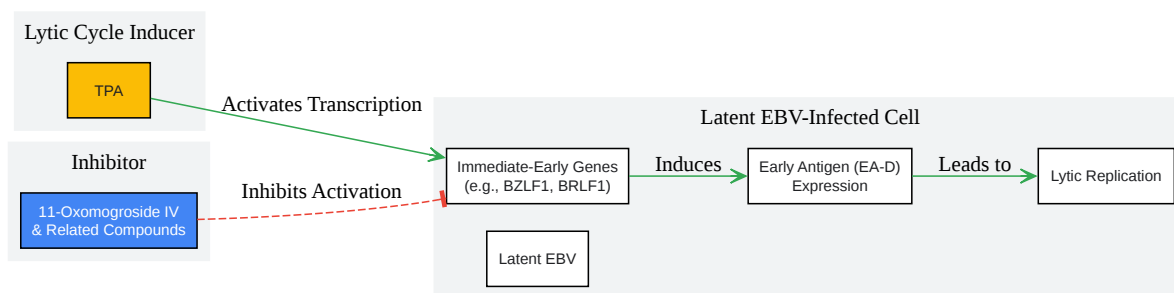 Lytic Cycle Inducer
TPA
Activates Transcription
Inhibitor
11-Oxomogroside IV
& Related Compounds
Inhibits Activation
Latent EBV-Infected Cell
Immediate-Early Genes
(e.g., BZLF1, BRLF1)
Induces
Early Antigen (EA-D)
Expression
Leads to
Lytic Replication
Latent EBV